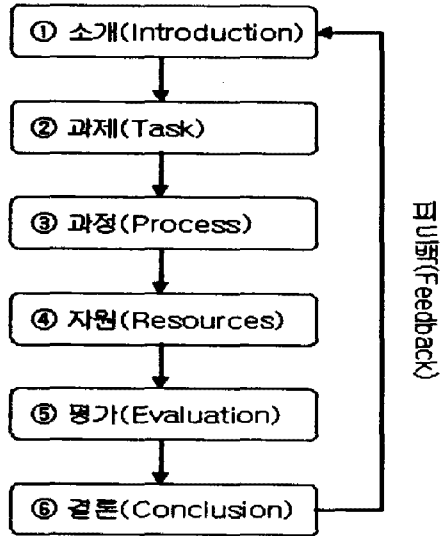 ① 소개(Introduction)
② 과제(Task)
③ 과정(Process)
④ 자원(Resources)
⑤ 평가(Evaluation)
⑥ 결론(Conclusion)
피드백(Feedback)